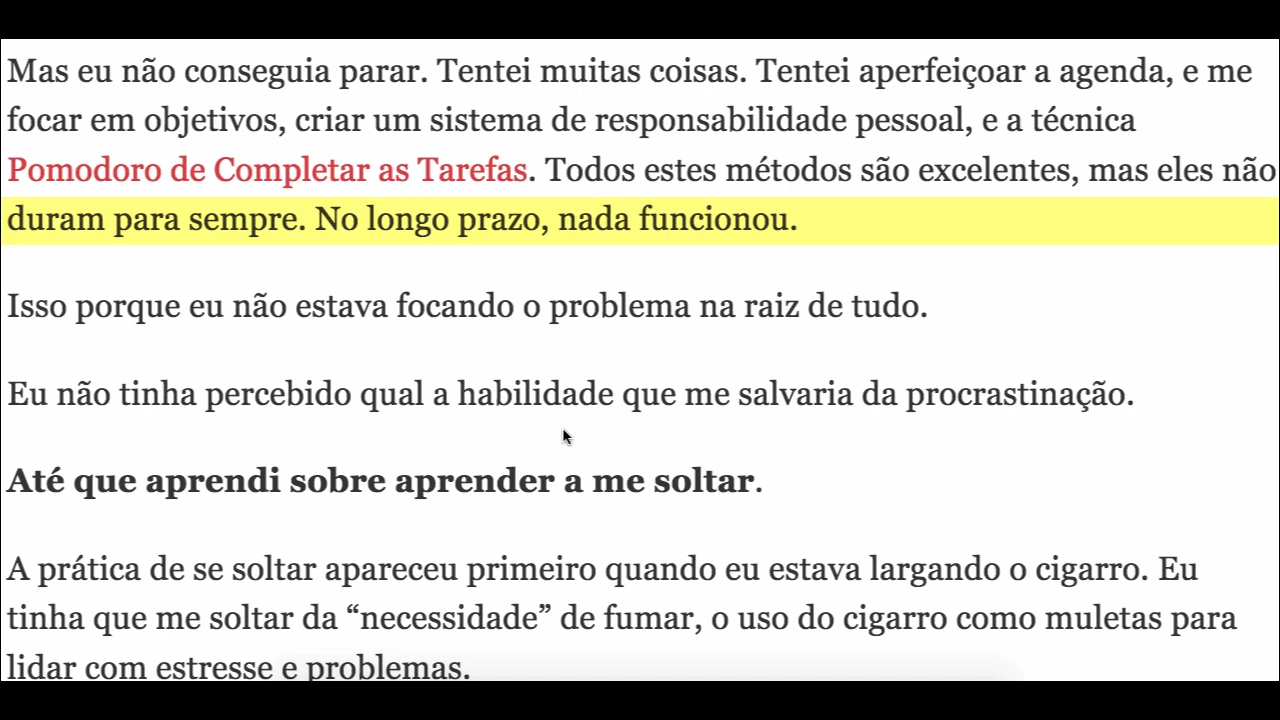 Mas eu não conseguia parar. Tentei muitas coisas. Tentei aperfeiçoar a agenda, e me
focar em objetivos, criar um sistema de responsabilidade pessoal, e a técnica
Pomodoro de Completar as Tarefas. Todos estes métodos são excelentes, mas eles não
duram para sempre. No longo prazo, nada funcionou.
Isso porque eu não estava focando o problema na raiz de tudo.
Eu não tinha percebido qual a habilidade que me salvaria da procrastinação.
Até que aprendi sobre aprender a me soltar.
A prática de se soltar apareceu primeiro quando eu estava largando o cigarro. Eu
tinha que me soltar da “necessidade” de fumar, o uso do cigarro como muletas para
lidar com estresse e problemas.